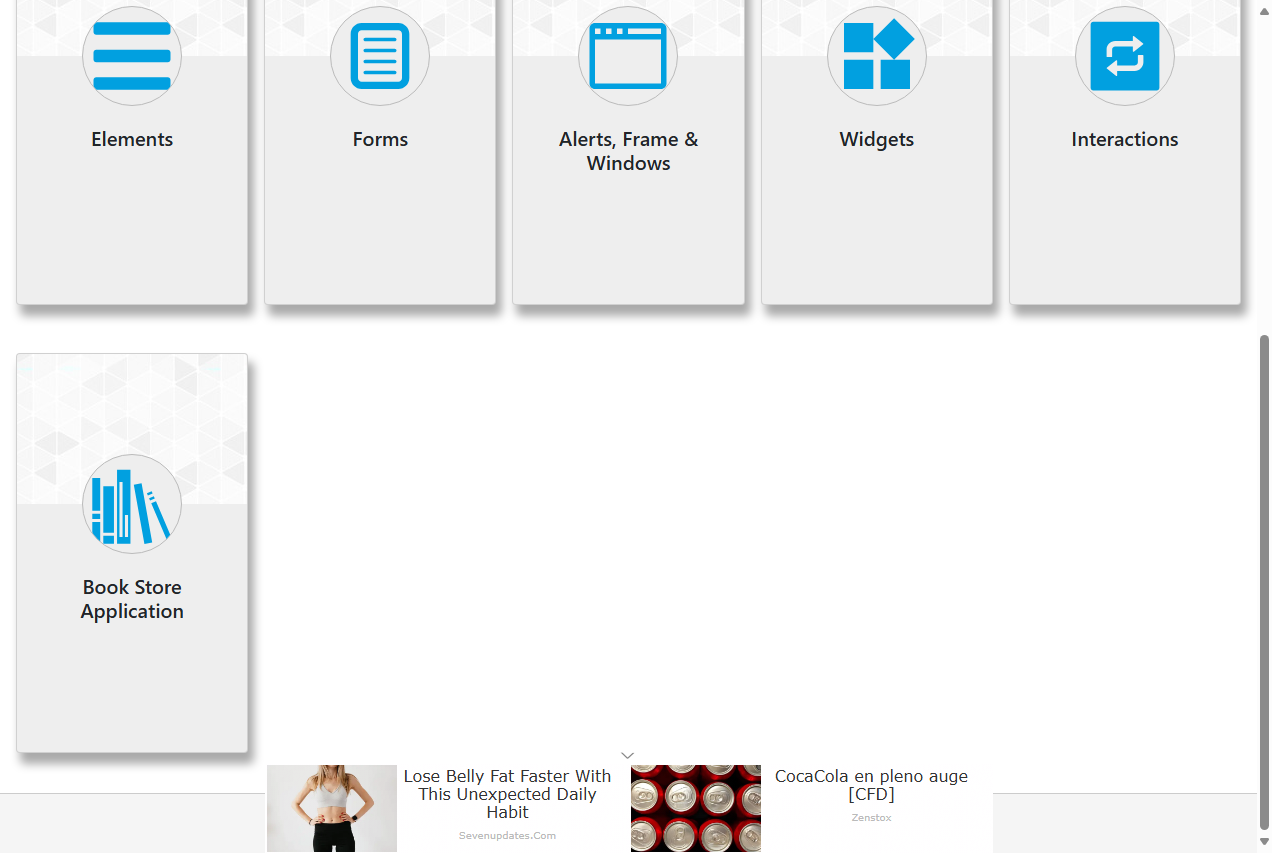 Elements
Forms
Alerts, Frame &
Windows
Widgets
Interactions
Book Store
Application
Lose Belly Fat Faster With
This Unexpected Daily
Habit
Sevenupdates.Com
CocaCola en pleno auge
[CFD]
Zenstox